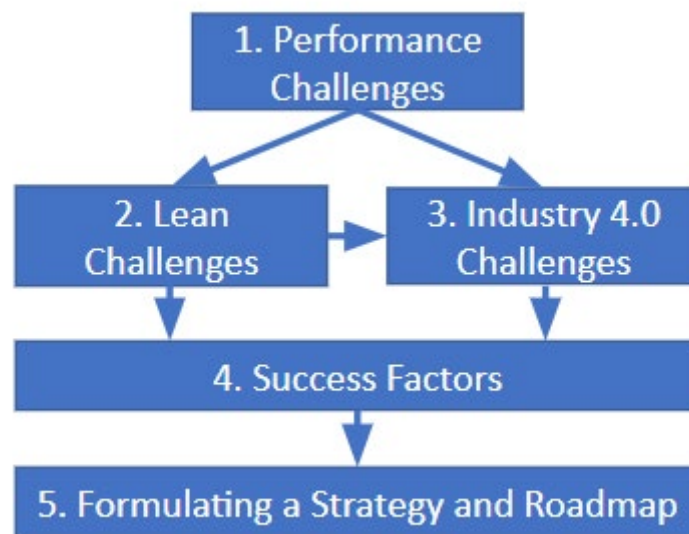 1. Performance
Challenges
2. Lean
Challenges
3. Industry 4.0
Challenges
4. Success Factors
5. Formulating a Strategy and Roadmap